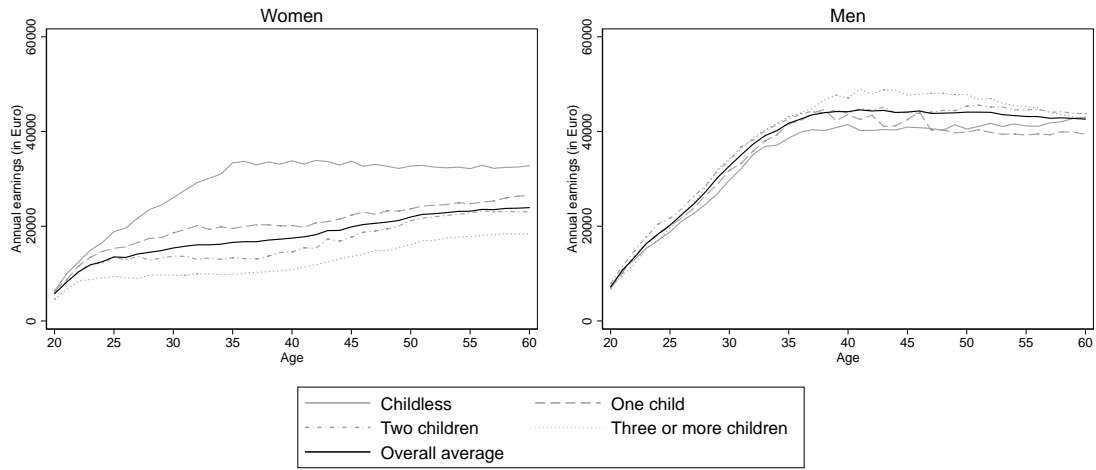 Women
Annual earnings (in Euro)
60000
40000
20000
0
20 25 30 35 40 45 50 55 60
Age
Men
Annual earnings (in Euro)
60000
40000
20000
0
20 25 30 35 40 45 50 55 60
Age
Childless One child
Two children Three or more children
Overall average